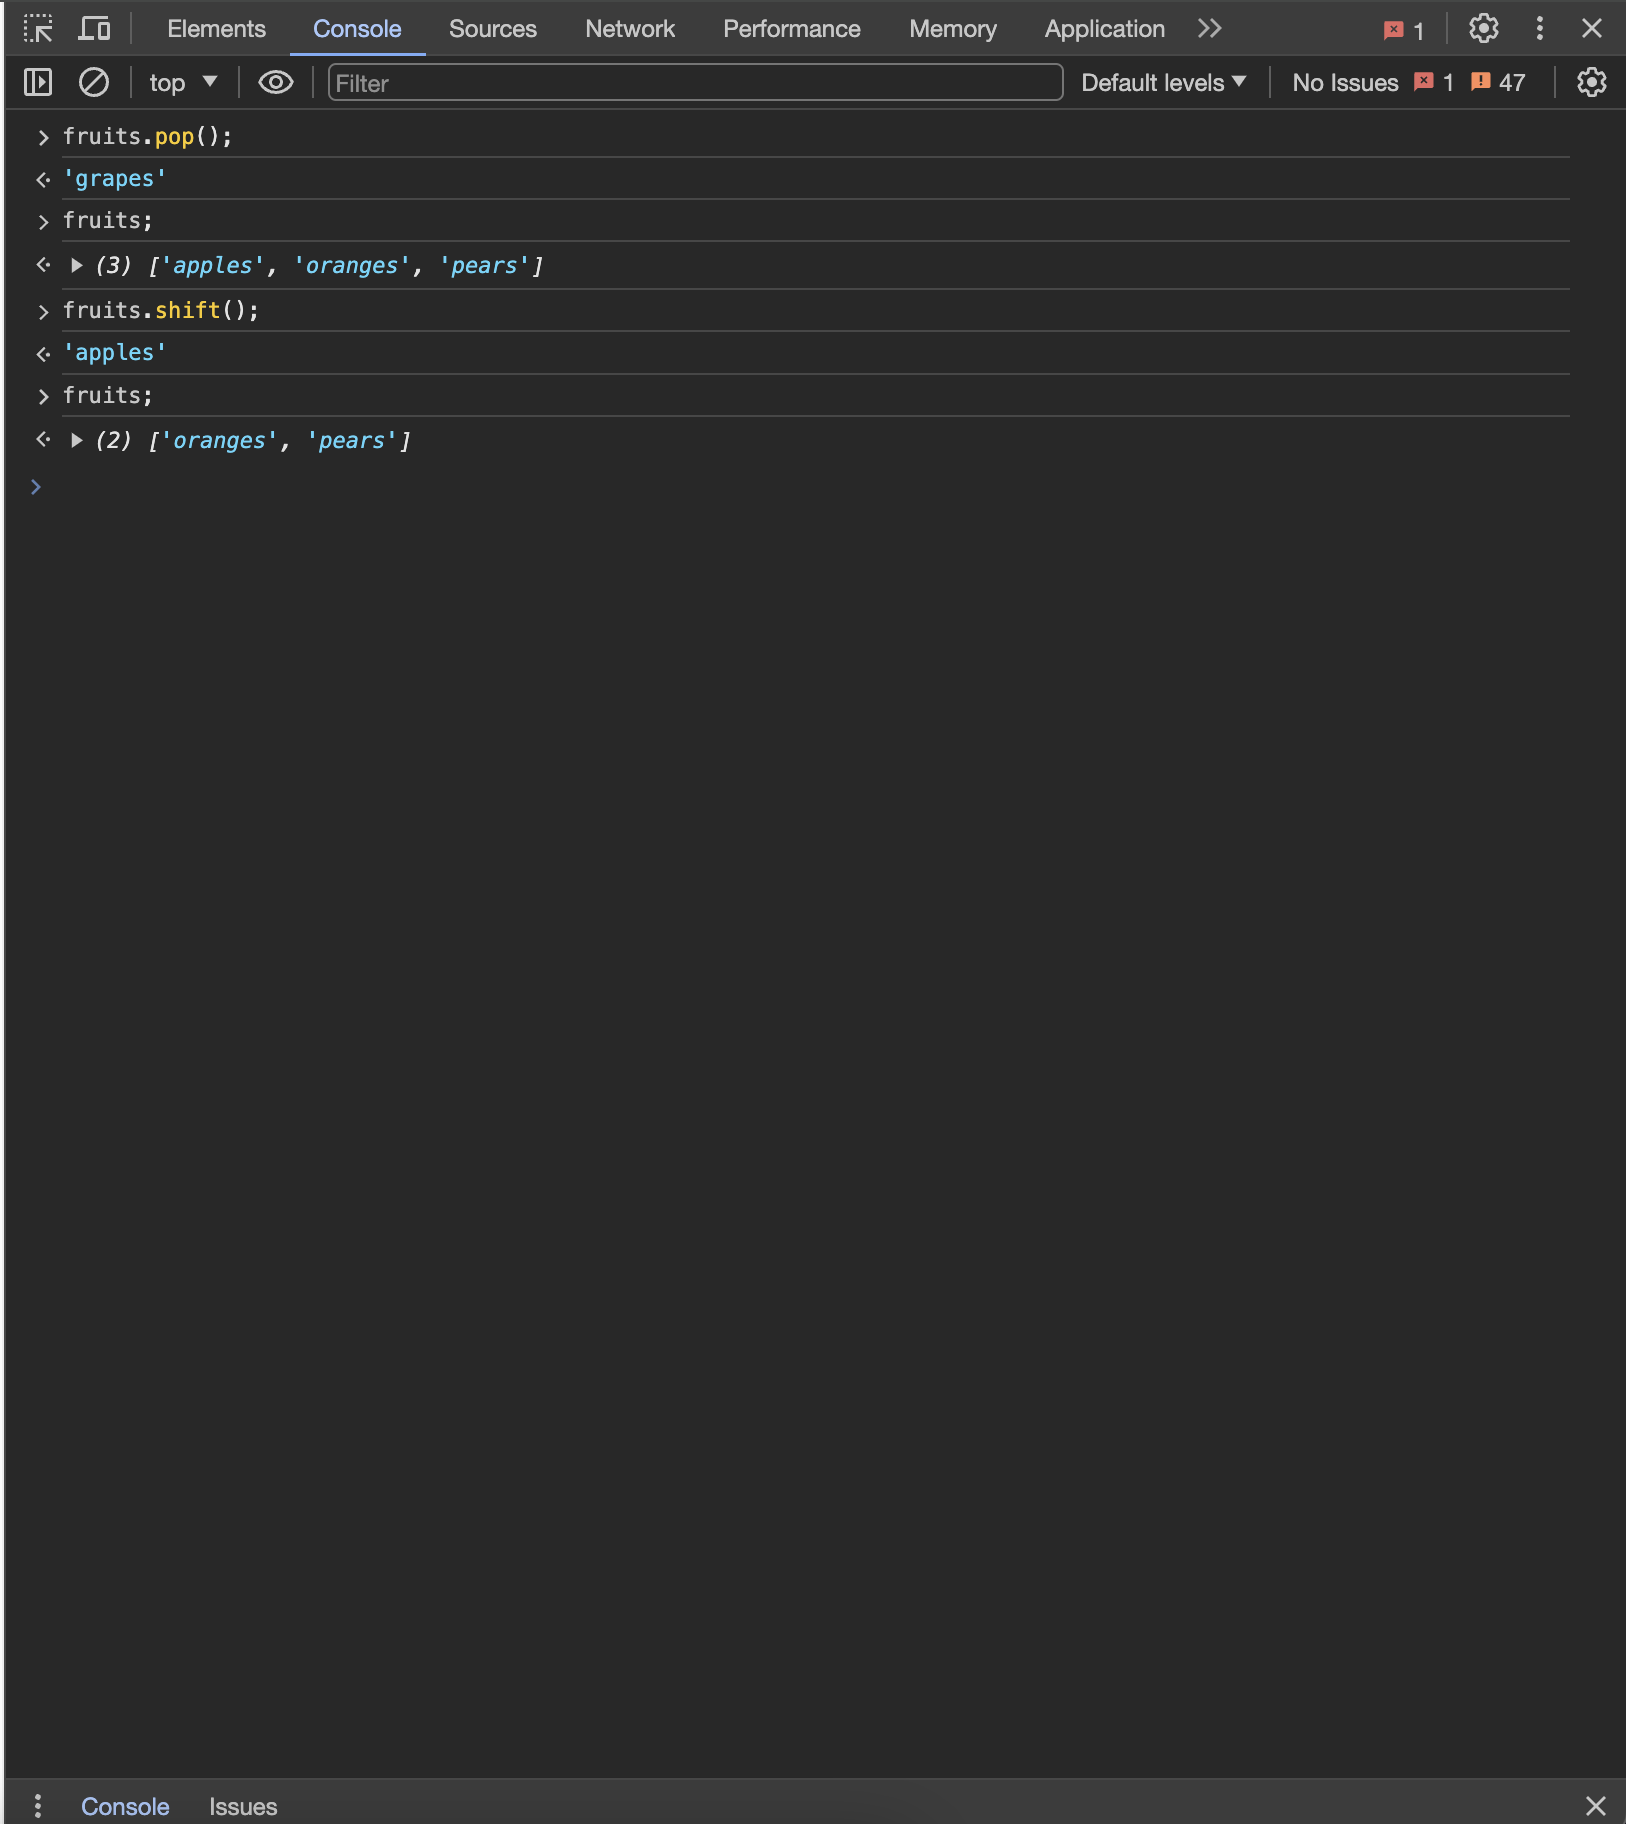 Elements Console Sources Network Performance Memory Application 1
top Filter Default levels No Issues 1 47
fruits.pop();
'grapes'
fruits;
(3) ['apples', 'oranges', 'pears']
fruits.shift();
'apples'
fruits;
(2) ['oranges', 'pears']
Console Issues